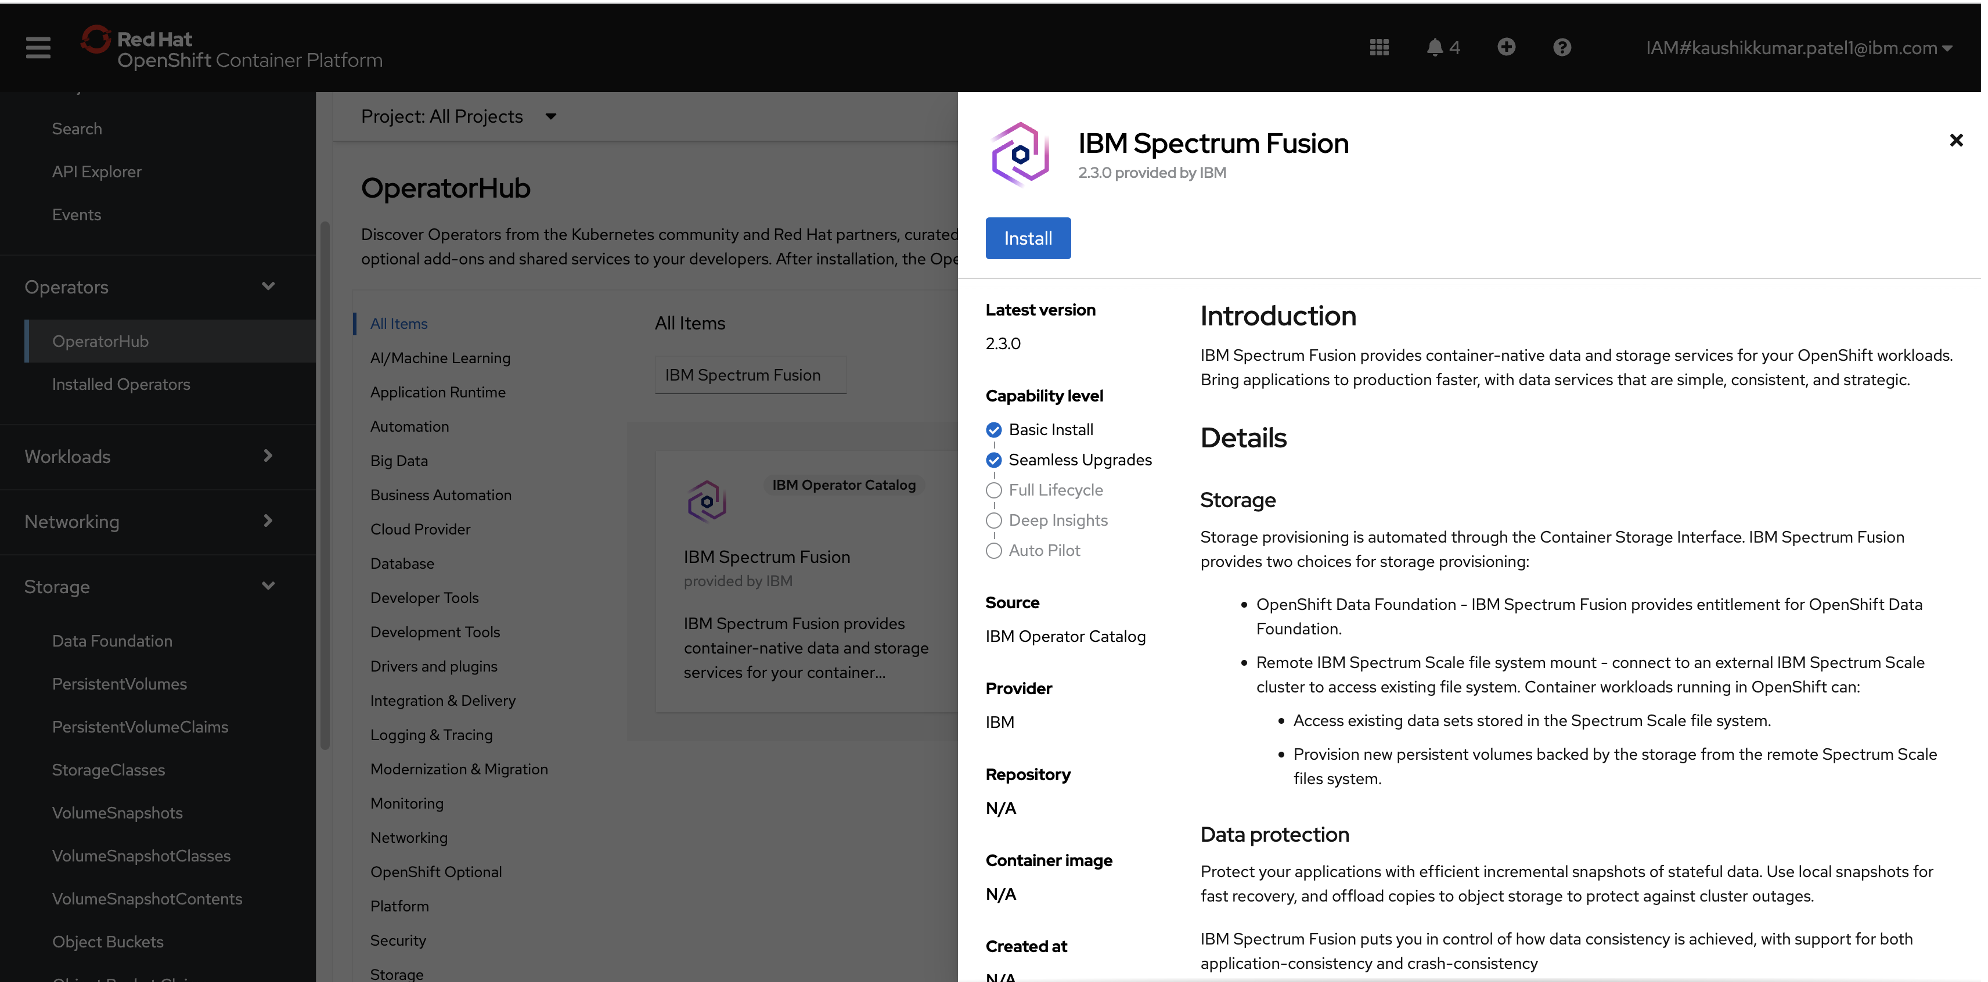 Red Hat
OpenShift Container Platform
4
IAM#kaushikkumar.patel1@ibm.com
Search
API Explorer
Events
Operators
OperatorHub
Installed Operators
Workloads
Networking
Storage
Data Foundation
PersistentVolumes
PersistentVolumeClaims
StorageClasses
VolumeSnapshots
VolumeSnapshotClasses
VolumeSnapshotContents
Object Buckets
Project: All Projects
OperatorHub
Discover Operators from the Kubernetes community and Red Hat partners, curated
optional add-ons and shared services to your developers. After installation, the Ope
All Items
AI/Machine Learning
Application Runtime
Automation
Big Data
Business Automation
Cloud Provider
Database
Developer Tools
Development Tools
Drivers and plugins
Integration & Delivery
Logging & Tracing
Modernization & Migration
Monitoring
Networking
OpenShift Optional
Platform
Security
Storage
All Items
IBM Spectrum Fusion
IBM Operator Catalog
IBM Spectrum Fusion
provided by IBM
IBM Spectrum Fusion provides
container-native data and storage
services for your container...
IBM Spectrum Fusion
2.3.0 provided by IBM
Install
Latest version
2.3.0
Capability level
Basic Install
Seamless Upgrades
Full Lifecycle
Deep Insights
Auto Pilot
Source
IBM Operator Catalog
Provider
IBM
Repository
N/A
Container image
N/A
Created at
N/A
Introduction
IBM Spectrum Fusion provides container-native data and storage services for your OpenShift workloads.
Bring applications to production faster, with data services that are simple, consistent, and strategic.
Details
Storage
Storage provisioning is automated through the Container Storage Interface. IBM Spectrum Fusion
provides two choices for storage provisioning:
• OpenShift Data Foundation - IBM Spectrum Fusion provides entitlement for OpenShift Data
Foundation.
• Remote IBM Spectrum Scale file system mount - connect to an external IBM Spectrum Scale
cluster to access existing file system. Container workloads running in OpenShift can:
• Access existing data sets stored in the Spectrum Scale file system.
• Provision new persistent volumes backed by the storage from the remote Spectrum Scale
files system.
Data protection
Protect your applications with efficient incremental snapshots of stateful data. Use local snapshots for
fast recovery, and offload copies to object storage to protect against cluster outages.
IBM Spectrum Fusion puts you in control of how data consistency is achieved, with support for both
application-consistency and crash-consistency